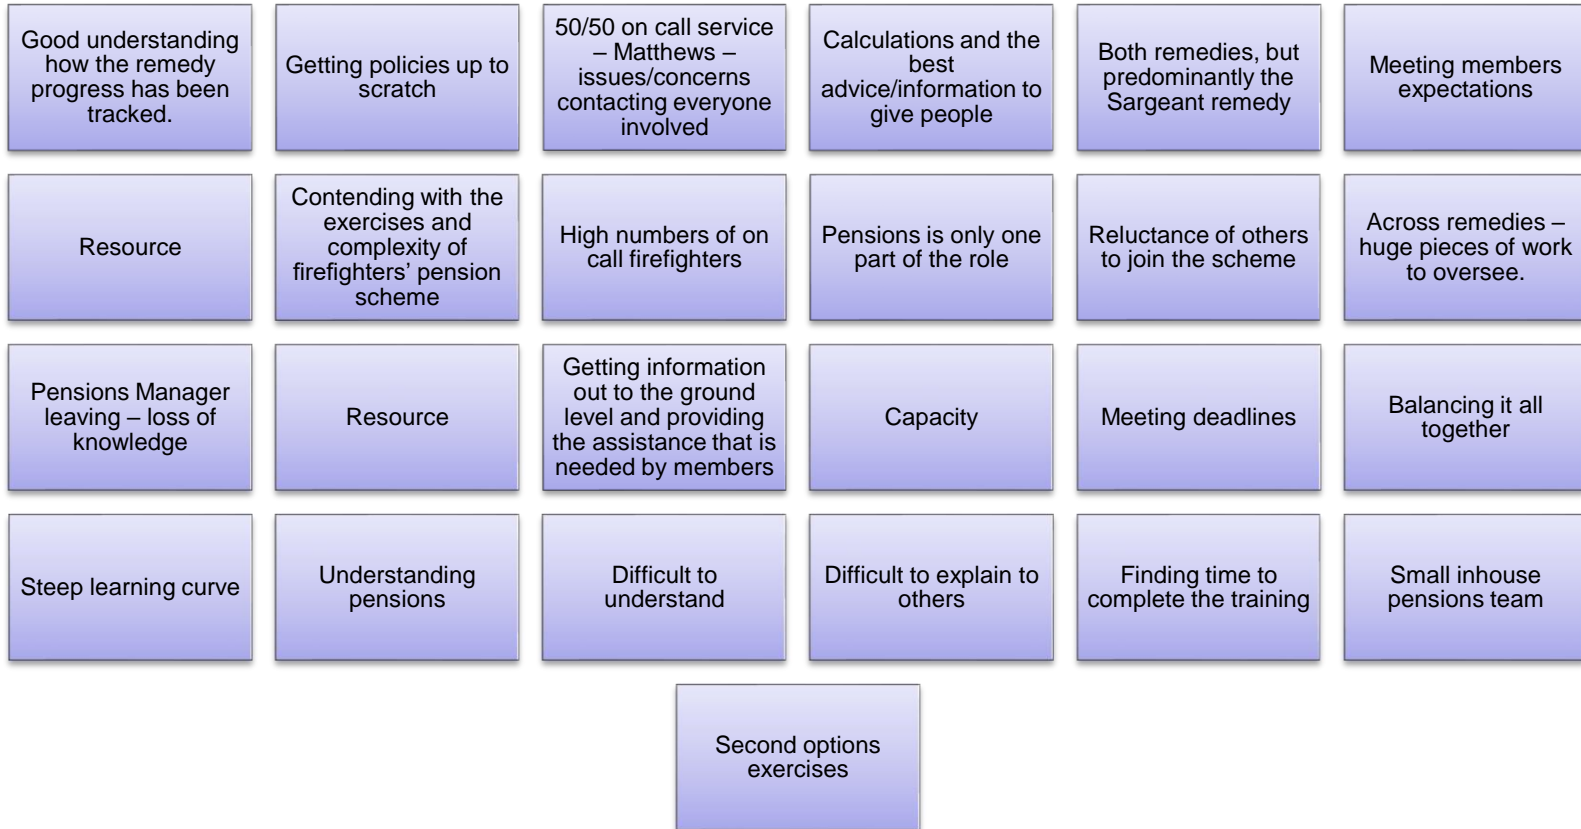 Good understanding
how the remedy
progress has been
tracked.
Getting policies up to
scratch
50/50 on call service
– Matthews –
issues/concerns
contacting everyone
involved
Calculations and the
best
advice/information to
give people
Both remedies, but
predominantly the
Sargeant remedy
Meeting members
expectations
Resource
Contending with the
exercises and
complexity of
firefighters’ pension
scheme
High numbers of on
call firefighters
Pensions is only one
part of the role
Reluctance of others
to join the scheme
Across remedies –
huge pieces of work
to oversee.
Pensions Manager
leaving – loss of
knowledge
Resource
Getting information
out to the ground
level and providing
the assistance that is
needed by members
Capacity
Meeting deadlines
Balancing it all
together
Steep learning curve
Understanding
pensions
Difficult to
understand
Difficult to explain to
others
Finding time to
complete the training
Small inhouse
pensions team
Second options
exercises